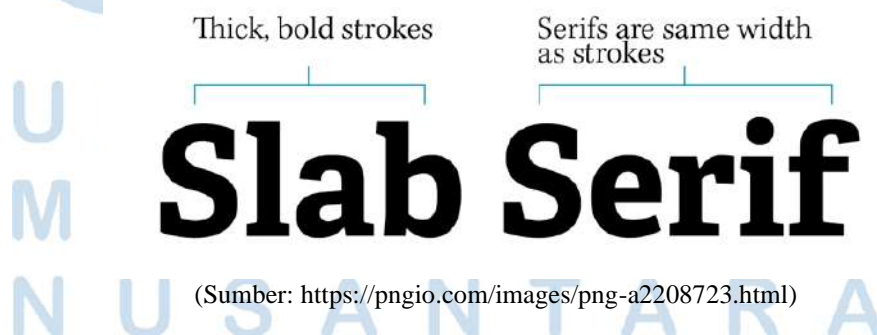 Thick, bold strokes
Serifs are same width
as strokes
Slab Serif
(Sumber: https://pngio.com/images/png-a2208723.html)
U
M
N U S A N T A R A